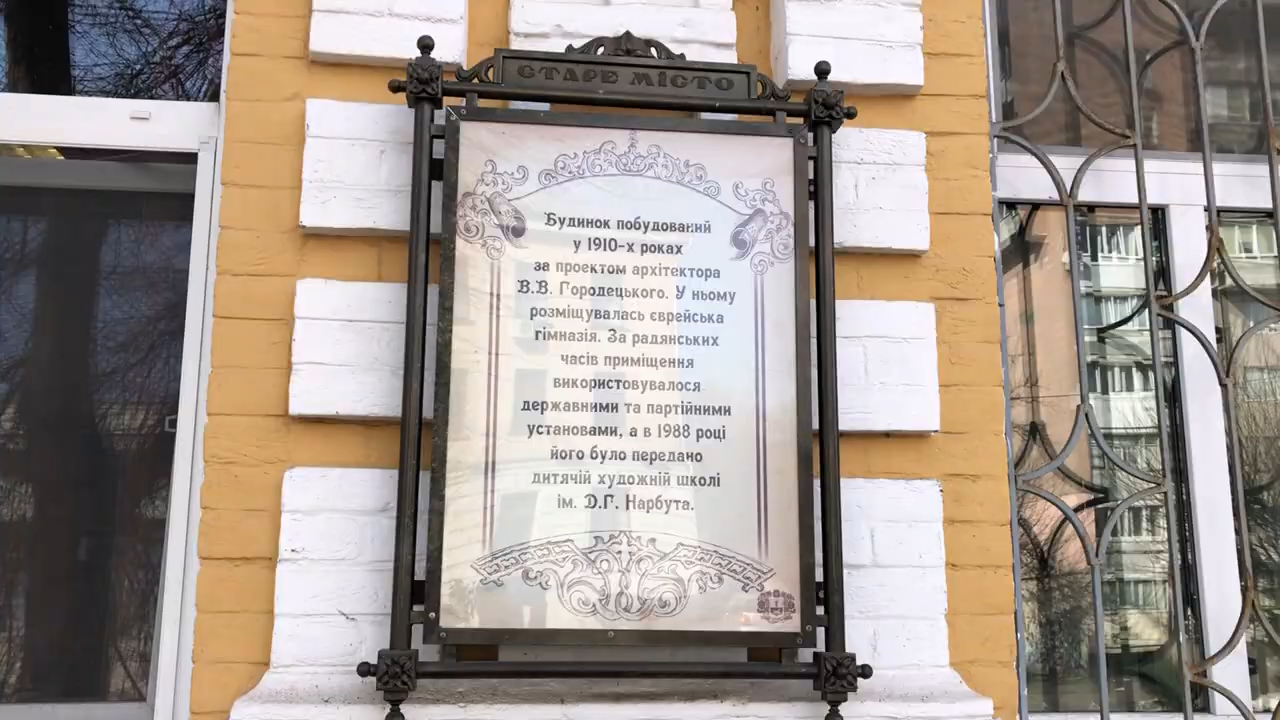 СТАРЕ МІСТО
Будинок побудований
у 1910-х роках
за проектом архітектора
В.В. Городецького. У ньому
розміщувалась єврейська
гімназія. За радянських
часів приміщення
використовувалося
державними та партійними
установами, а в 1988 році
його було передано
дитячій художній школі
ім. Д.Г. Нарбута.